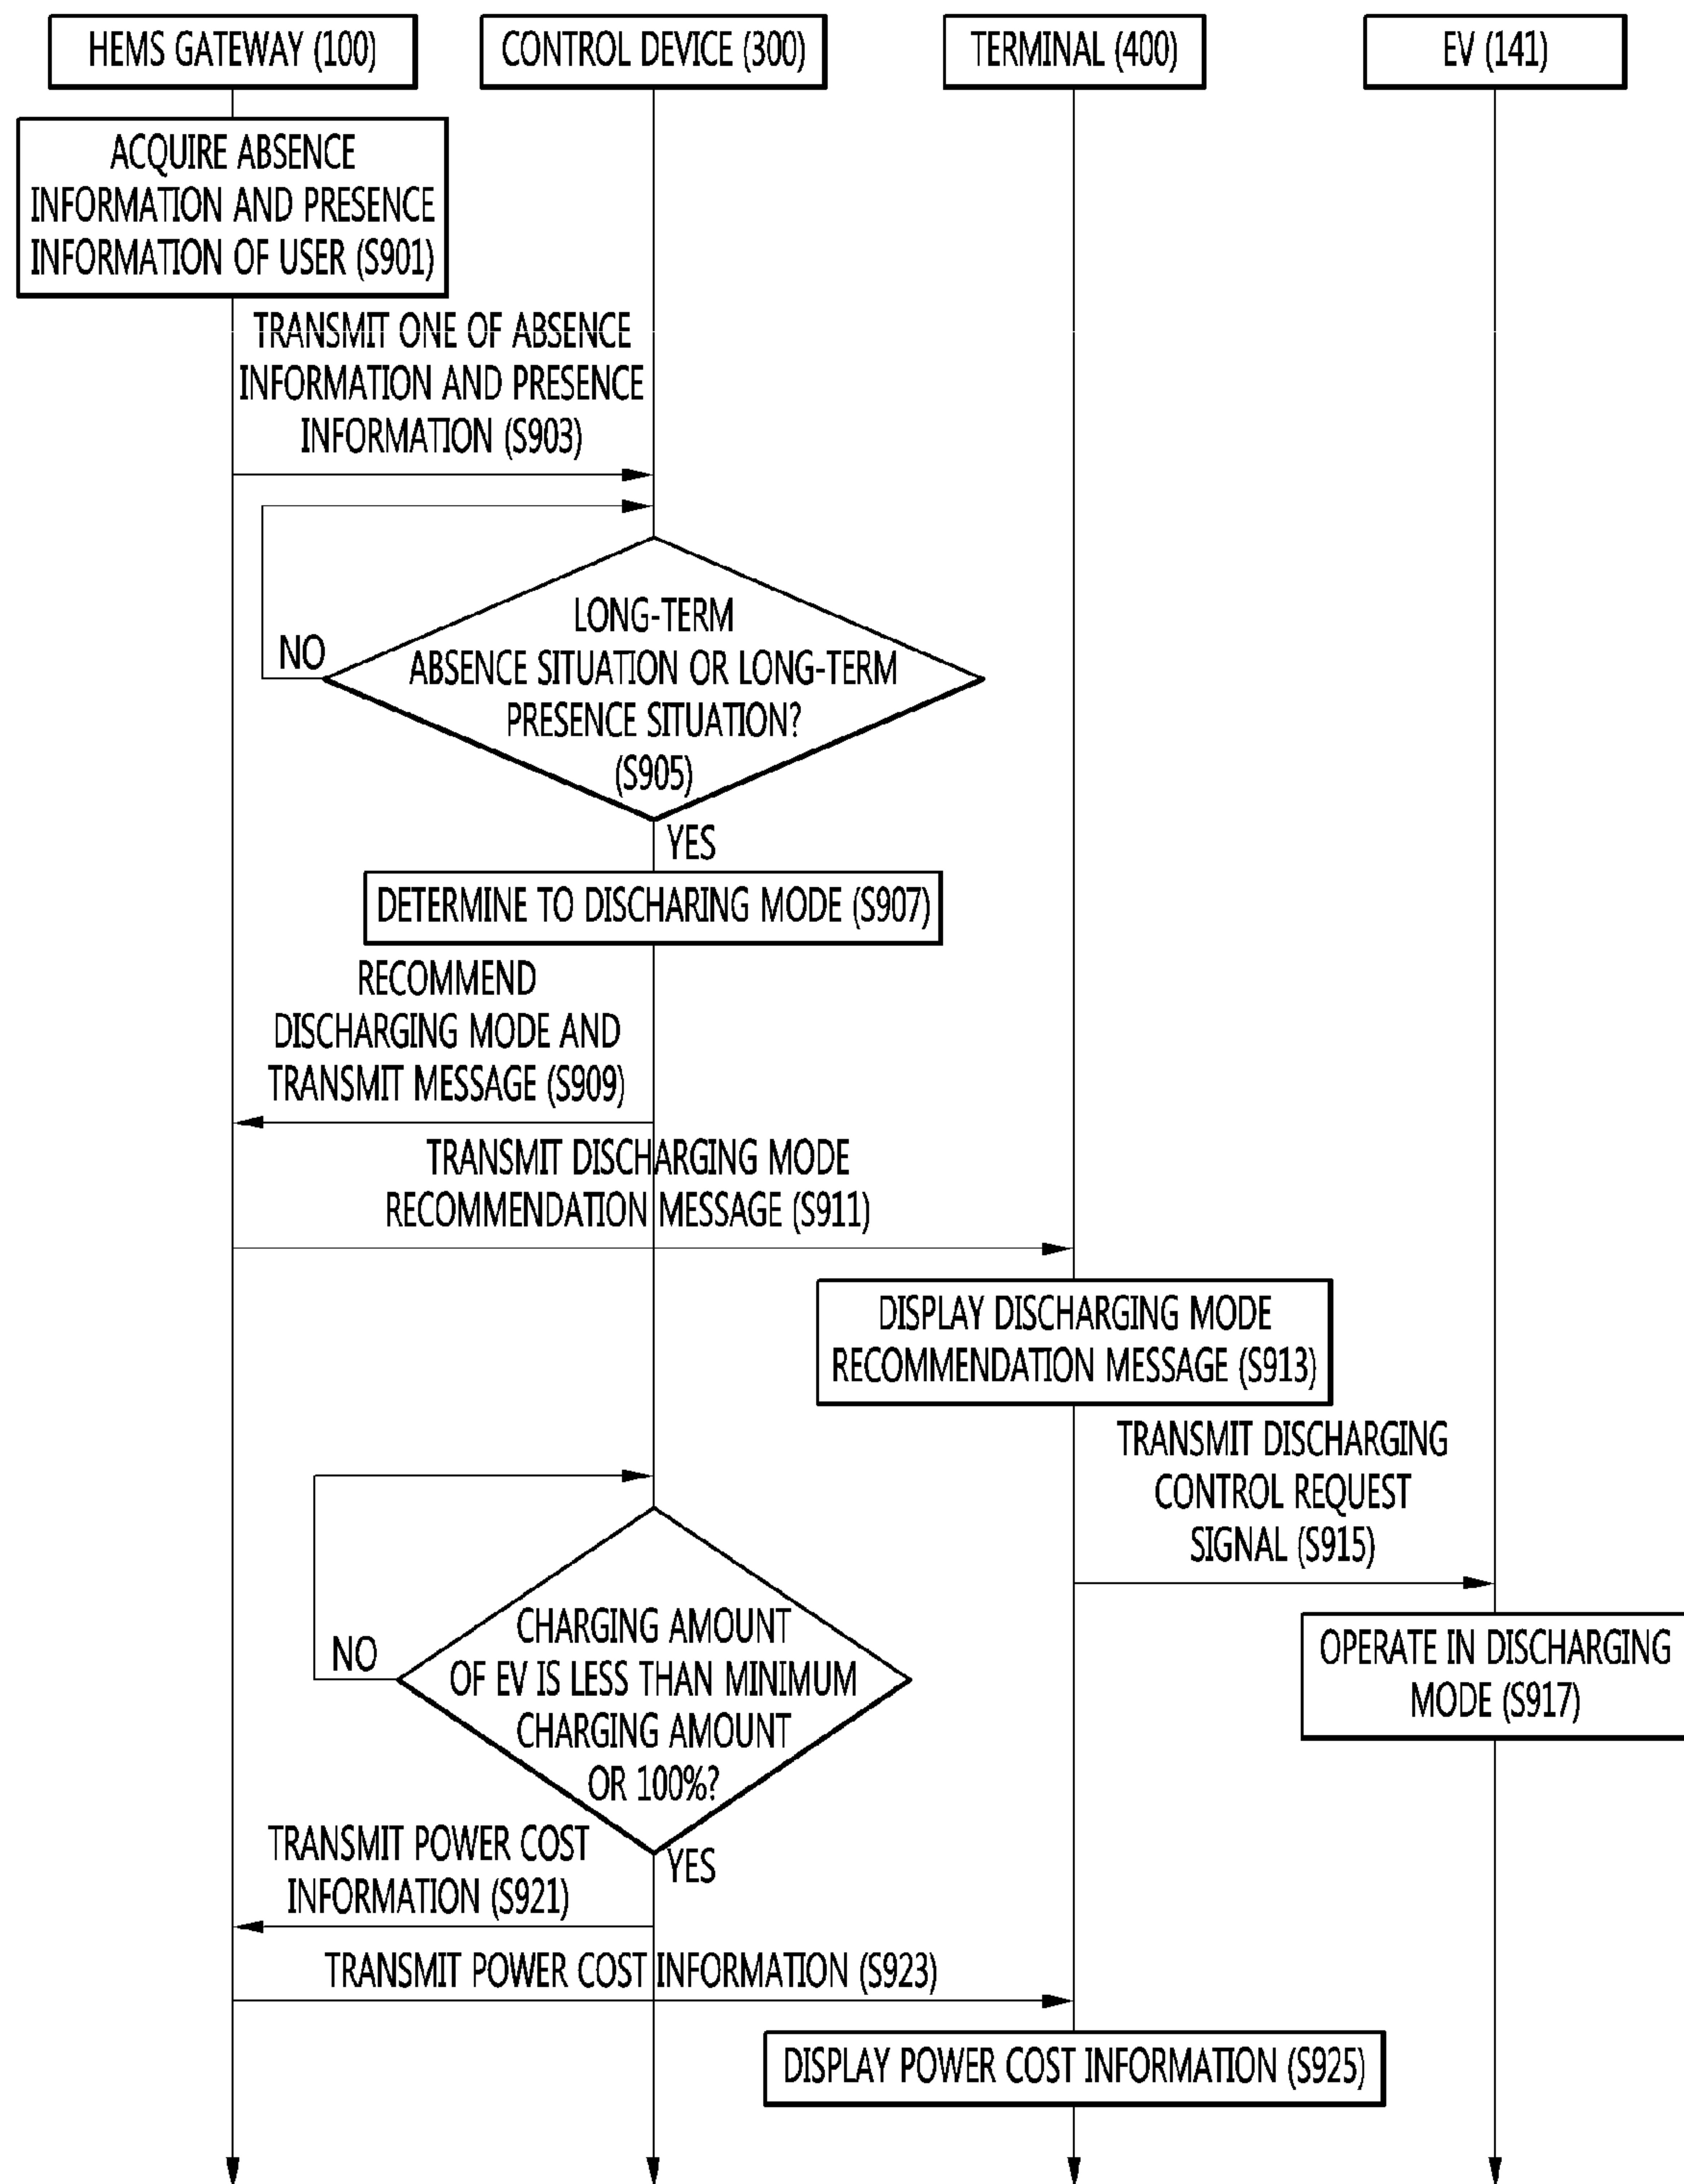 HEMS GATEWAY (100)
CONTROL DEVICE (300)
TERMINAL (400)
EV (141)
ACQUIRE ABSENCE
INFORMATION AND PRESENCE
INFORMATION OF USER (S901)
TRANSMIT ONE OF ABSENCE
INFORMATION AND PRESENCE
INFORMATION (S903)
LONG-TERM
ABSENCE SITUATION OR LONG-TERM
PRESENCE SITUATION?
(S905)
NO
YES
DETERMINE TO DISCHARING MODE (S907)
RECOMMEND
DISCHARGING MODE AND
TRANSMIT MESSAGE (S909)
TRANSMIT DISCHARGING MODE
RECOMMENDATION MESSAGE (S911)
DISPLAY DISCHARGING MODE
RECOMMENDATION MESSAGE (S913)
TRANSMIT DISCHARGING
CONTROL REQUEST
SIGNAL (S915)
OPERATE IN DISCHARGING
MODE (S917)
CHARGING AMOUNT
OF EV IS LESS THAN MINIMUM
CHARGING AMOUNT
OR 100%?
NO
YES
TRANSMIT POWER COST
INFORMATION (S921)
TRANSMIT POWER COST INFORMATION (S923)
DISPLAY POWER COST INFORMATION (S925)